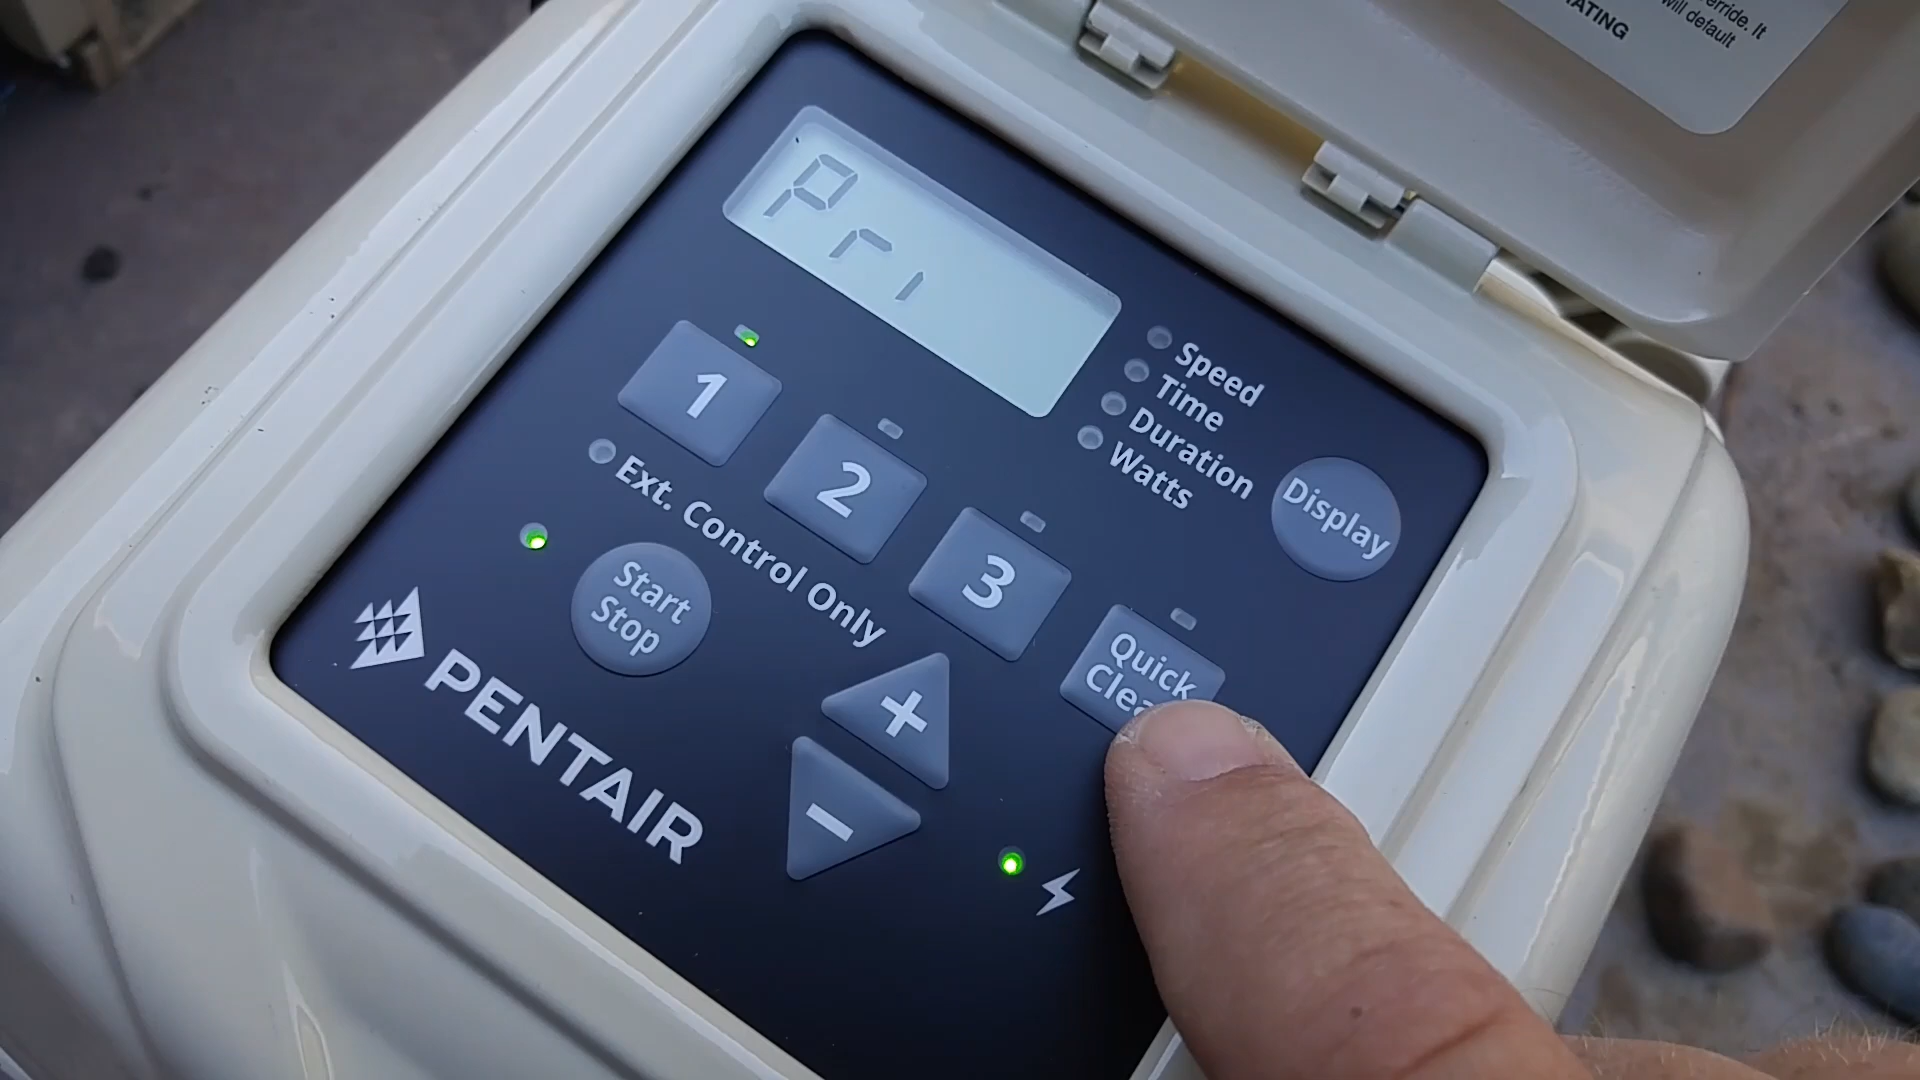 erride. It
will default
ATING
Pri
Speed
Time
Duration
Watts
Display
1
2
3
Quick
Clea
Ext. Control Only
Start
Stop
+
-
PENTAIR